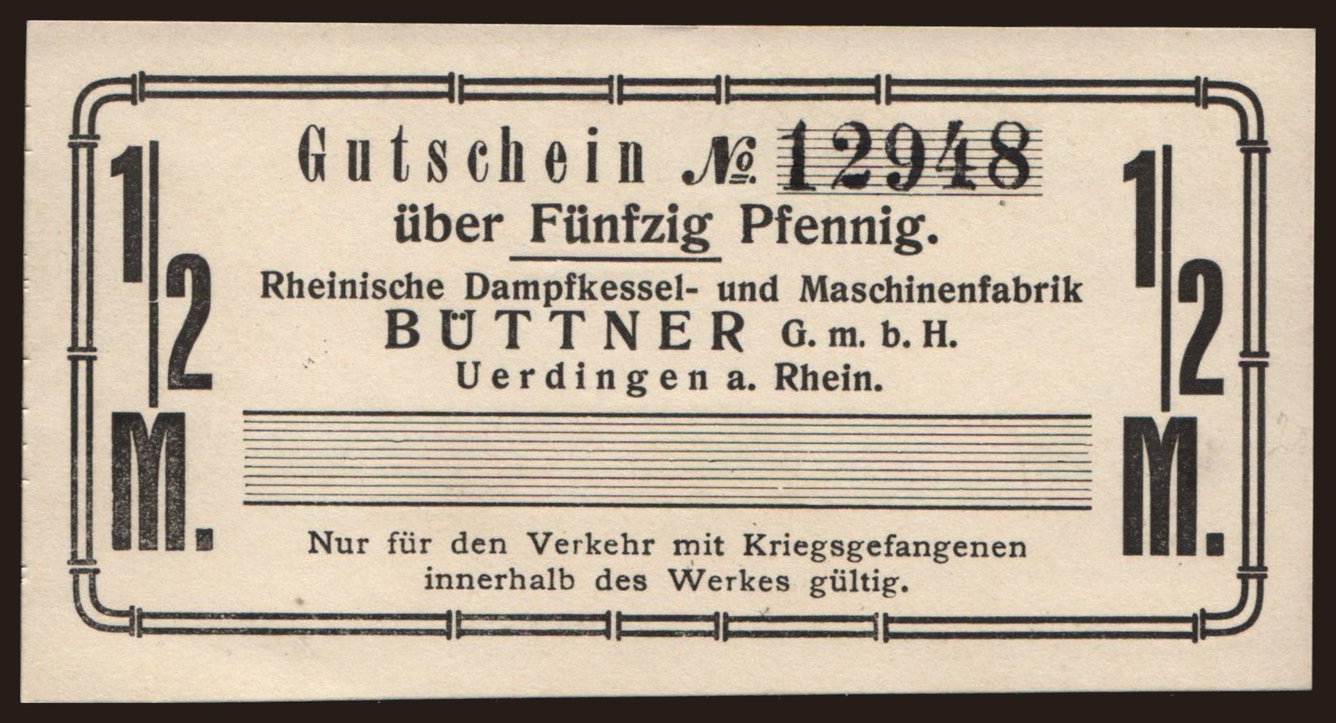 Gutschein No. 12948
über Fünfzig Pfennig.
Rheinische Dampfkessel- und Maschinenfabrik
BÜTTNER G. m. b. H.
Uerdingen a. Rhein.
Nur für den Verkehr mit Kriegsgefangenen
innerhalb des Werkes gültig.
1/2
M.
1/2
M.